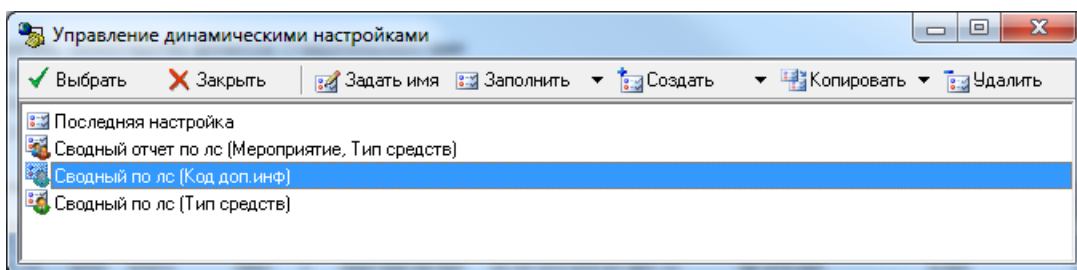 Управление динамическими настройками
Выбрать Закрыть Задать имя Заполнить Создать Копировать Удалить
Последняя настройка
Сводный отчет по лс (Мероприятие, Тип средств)
Сводный по лс (Код доп.инф)
Сводный по лс (Тип средств)